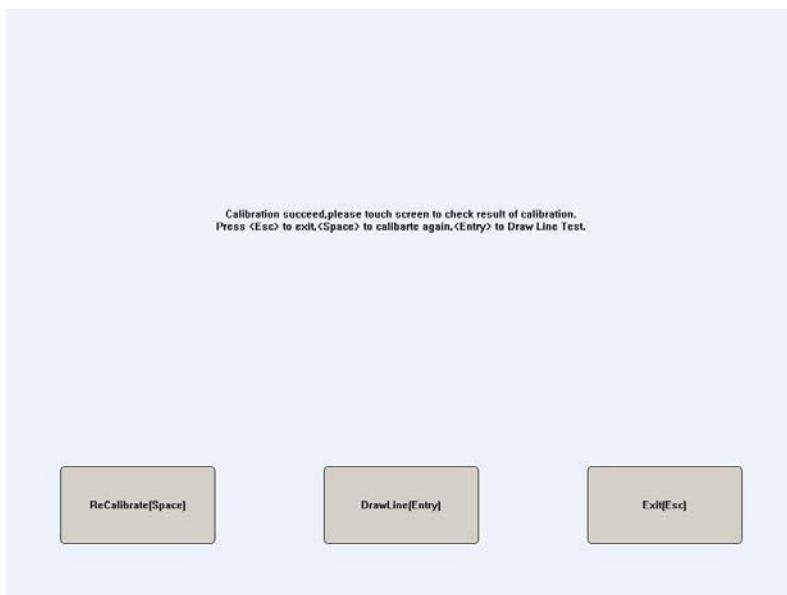 Calibration succeed,please touch screen to check result of calibration.
Press <Esc> to exit,<Space> to calibarte again,<Entry> to Draw Line Test.
ReCalibrate(Space)
DrawLine(Entry)
Exit(Esc)